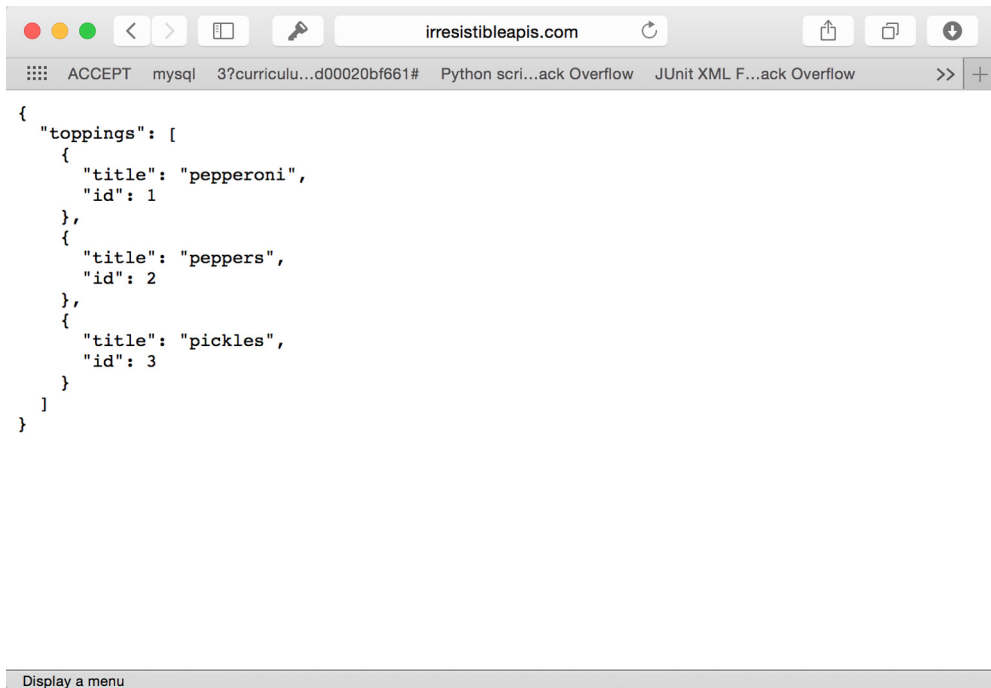 irresistibleapis.com
ACCEPT mysql 3?curriculu...d00020bf661# Python scri...ack Overflow JUnit XML F...ack Overflow >>
{
  "toppings": [
    {
      "title": "pepperoni",
      "id": 1
    },
    {
      "title": "peppers",
      "id": 2
    },
    {
      "title": "pickles",
      "id": 3
    }
  ]
}
Display a menu